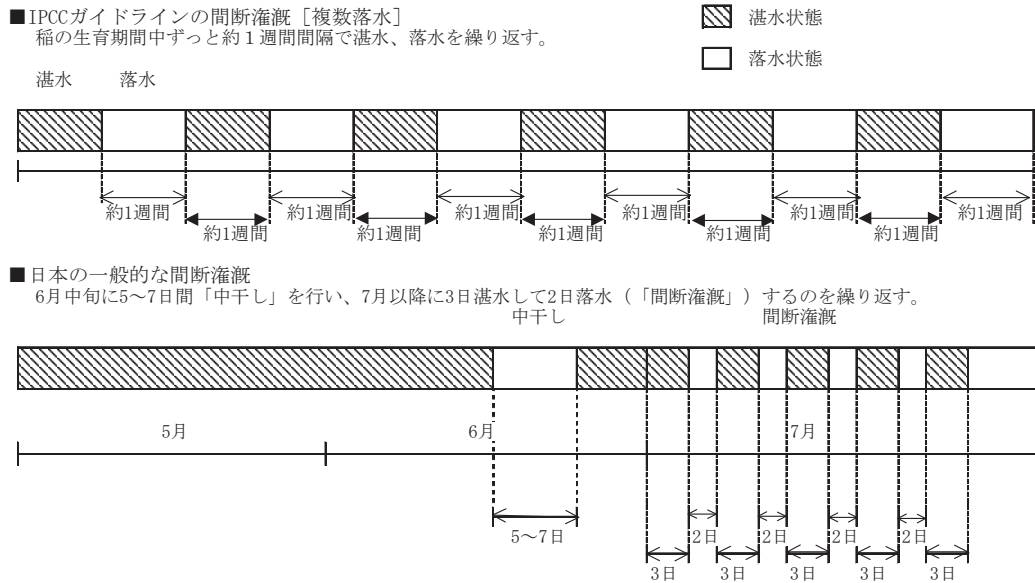 ■IPCCガイドラインの間断潅漑［複数落水］
稲の生育期間中ずっと約１週間間隔で湛水、落水を繰り返す。
湛水状態
落水状態
湛水 落水
約1週間 約1週間 約1週間 約1週間 約1週間 約1週間
約1週間 約1週間 約1週間 約1週間 約1週間
■日本の一般的な間断潅漑
6月中旬に5～7日間「中干し」を行い、7月以降に3日湛水して2日落水（「間断潅漑」）するのを繰り返す。
中干し 間断潅漑
5月 6月 7月
5～7日 2日 2日 2日 2日
3日 3日 3日 3日 3日